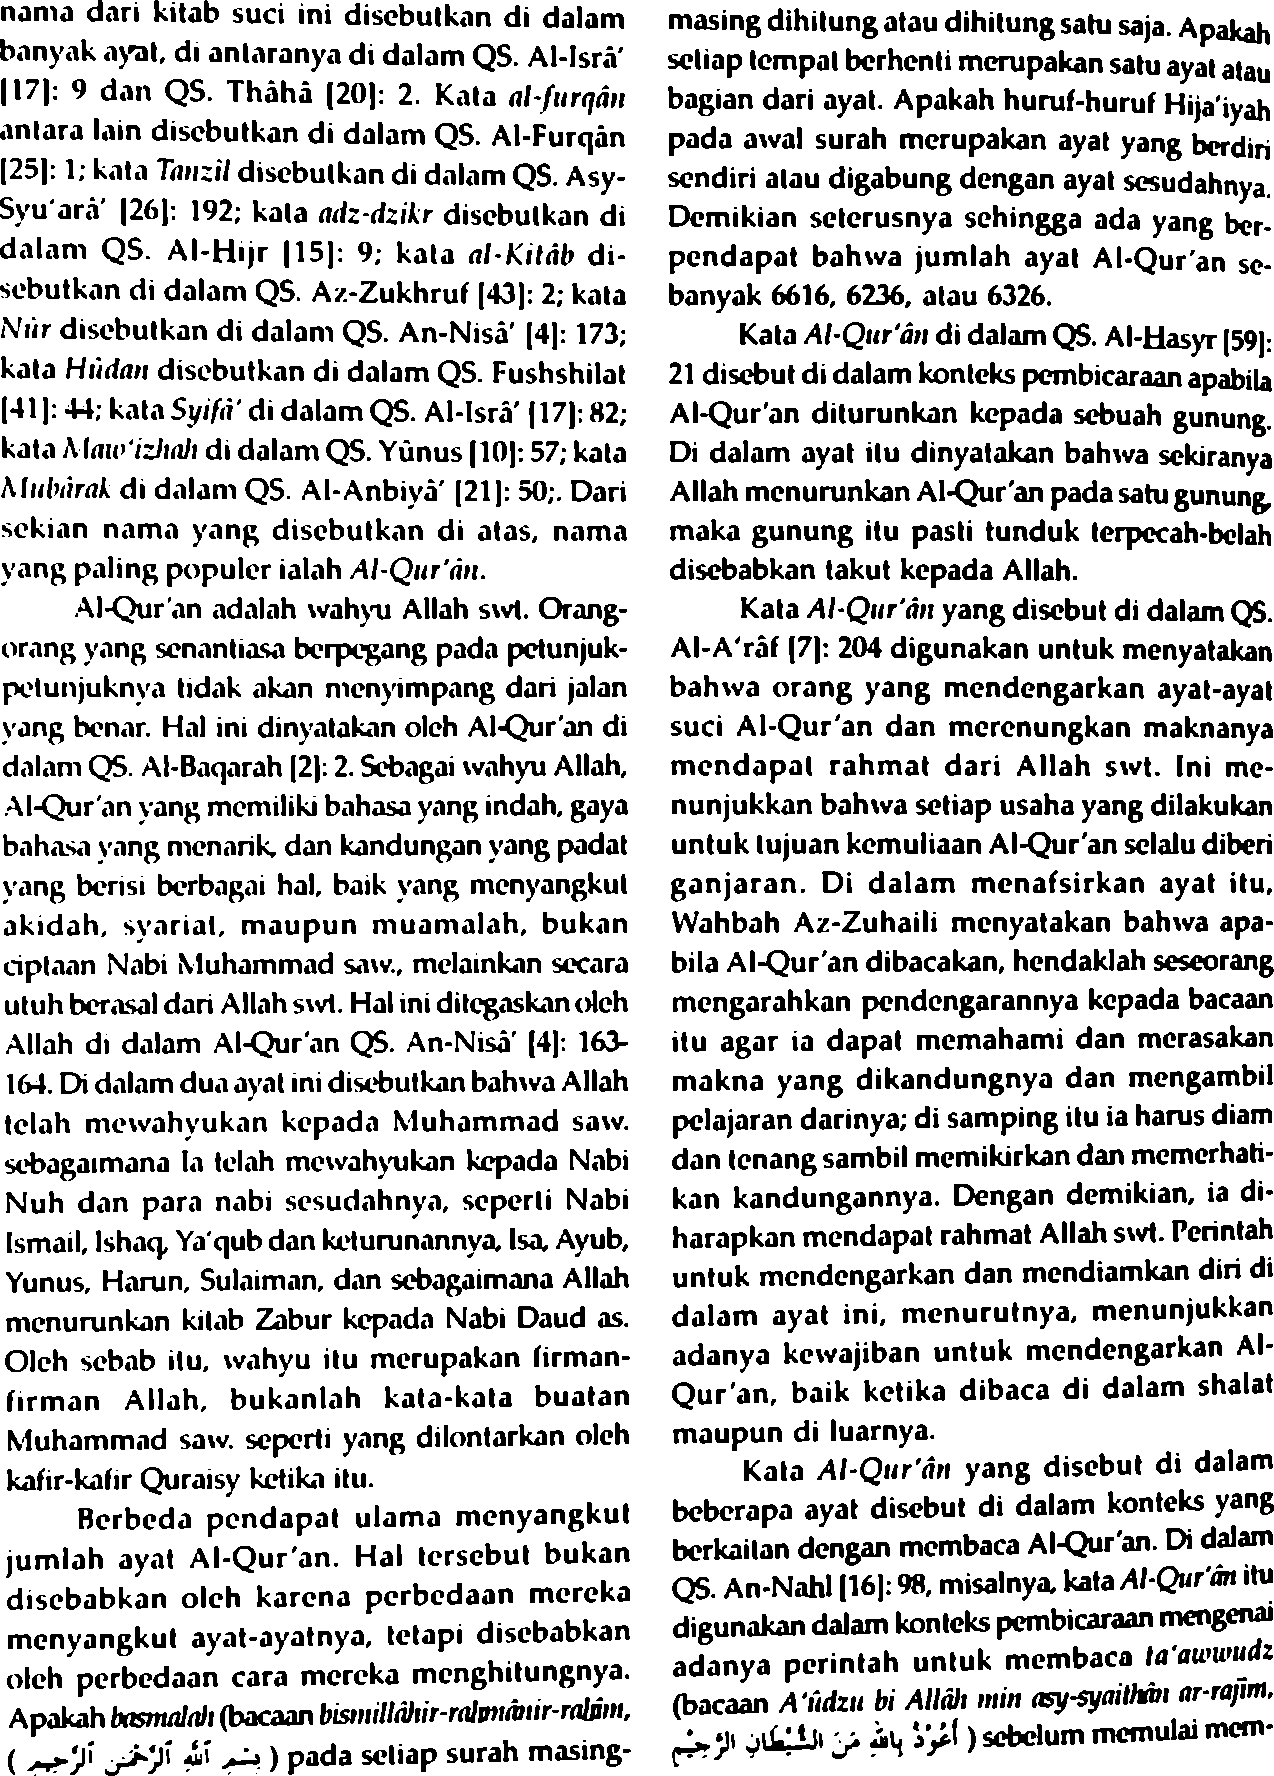 nama dari kitab suci ini disebutkan di dalam
banyak ayat, di antaranya di dalam QS. Al-Isrâ'
[17]: 9 dan QS. Thâhâ [20]: 2. Kata al-furqân
antara lain disebutkan di dalam QS. Al-Furqân
[25]: 1; kata Tanzîl disebutkan di dalam QS. Asy-
Syu'arâ' [26]: 192; kata adz-dzikr disebutkan di
dalam QS. Al-Hijr [15]: 9; kata al-Kitâb di-
sebutkan di dalam QS. Az-Zukhruf [43]: 2; kata
Nûr disebutkan di dalam QS. An-Nisâ' [4]: 173;
kata Hûdan disebutkan di dalam QS. Fushshilat
[41]: 44; kata Syifâ' di dalam QS. Al-Isrâ' [17]: 82;
kata Maw'izhah di dalam QS. Yûnus [10]: 57; kata
Mubârak di dalam QS. Al-Anbiyâ' [21]: 50;. Dari
sekian nama yang disebutkan di atas, nama
yang paling populer ialah Al-Qur'ân.
Al-Qur'an adalah wahyu Allah swt. Orang-
orang yang senantiasa berpegang pada petunjuk-
petunjuknya tidak akan menyimpang dari jalan
yang benar. Hal ini dinyatakan oleh Al-Qur'an di
dalam QS. Al-Baqarah [2]: 2. Sebagai wahyu Allah,
Al-Qur'an yang memiliki bahasa yang indah, gaya
bahasa yang menarik, dan kandungan yang padat
yang berisi berbagai hal, baik yang menyangkut
akidah, syariat, maupun muamalah, bukan
ciptaan Nabi Muhammad saw., melainkan secara
utuh berasal dari Allah swt. Hal ini ditegaskan oleh
Allah di dalam Al-Qur'an QS. An-Nisâ' [4]: 163-
164. Di dalam dua ayat ini disebutkan bahwa Allah
telah mewahyukan kepada Muhammad saw.
sebagaimana Ia telah mewahyukan kepada Nabi
Nuh dan para nabi sesudahnya, seperti Nabi
Ismail, Ishaq, Ya'qub dan keturunannya, Isa, Ayub,
Yunus, Harun, Sulaiman, dan sebagaimana Allah
menurunkan kitab Zabur kepada Nabi Daud as.
Oleh sebab itu, wahyu itu merupakan firman-
firman Allah, bukanlah kata-kata buatan
Muhammad saw. seperti yang dilontarkan oleh
kafir-kafir Quraisy ketika itu.
Berbeda pendapat ulama menyangkut
jumlah ayat Al-Qur'an. Hal tersebut bukan
disebabkan oleh karena perbedaan mereka
menyangkut ayat-ayatnya, tetapi disebabkan
oleh perbedaan cara mereka menghitungnya.
Apakah basmalah (bacaan bismillâhir-rahmânir-rahîm,
( بِسْمِ اللهِ الرَّحْمَنِ الرَّحِيمِ ) pada setiap surah masing-
masing dihitung atau dihitung satu saja. Apakah
setiap tempat berhenti merupakan satu ayat atau
bagian dari ayat. Apakah huruf-huruf Hija'iyah
pada awal surah merupakan ayat yang berdiri
sendiri atau digabung dengan ayat sesudahnya.
Demikian seterusnya sehingga ada yang ber-
pendapat bahwa jumlah ayat Al-Qur'an se-
banyak 6616, 6236, atau 6326.
Kata Al-Qur'ân di dalam QS. Al-Hasyr [59]:
21 disebut di dalam konteks pembicaraan apabila
Al-Qur'an diturunkan kepada sebuah gunung.
Di dalam ayat itu dinyatakan bahwa sekiranya
Allah menurunkan Al-Qur'an pada satu gunung,
maka gunung itu pasti tunduk terpecah-belah
disebabkan takut kepada Allah.
Kata Al-Qur'ân yang disebut di dalam QS.
Al-A'râf [7]: 204 digunakan untuk menyatakan
bahwa orang yang mendengarkan ayat-ayat
suci Al-Qur'an dan merenungkan maknanya
mendapat rahmat dari Allah swt. Ini me-
nunjukkan bahwa setiap usaha yang dilakukan
untuk tujuan kemuliaan Al-Qur'an selalu diberi
ganjaran. Di dalam menafsirkan ayat itu,
Wahbah Az-Zuhaili menyatakan bahwa apa-
bila Al-Qur'an dibacakan, hendaklah seseorang
mengarahkan pendengarannya kepada bacaan
itu agar ia dapat memahami dan merasakan
makna yang dikandungnya dan mengambil
pelajaran darinya; di samping itu ia harus diam
dan tenang sambil memikirkan dan memerhati-
kan kandungannya. Dengan demikian, ia di-
harapkan mendapat rahmat Allah swt. Perintah
untuk mendengarkan dan mendiamkan diri di
dalam ayat ini, menurutnya, menunjukkan
adanya kewajiban untuk mendengarkan Al-
Qur'an, baik ketika dibaca di dalam shalat
maupun di luarnya.
Kata Al-Qur'ân yang disebut di dalam
beberapa ayat disebut di dalam konteks yang
berkaitan dengan membaca Al-Qur'an. Di dalam
QS. An-Nahl [16]: 98, misalnya, kata Al-Qur'ân itu
digunakan dalam konteks pembicaraan mengenai
adanya perintah untuk membaca ta'awwudz
(bacaan A'ûdzu bi Allâh min asy-syaithân ar-rajîm,
أَعُوْذُ بِاللهِ مِنَ الشَّيْطَانِ الرَّجِيْمِ ) sebelum memulai mem-